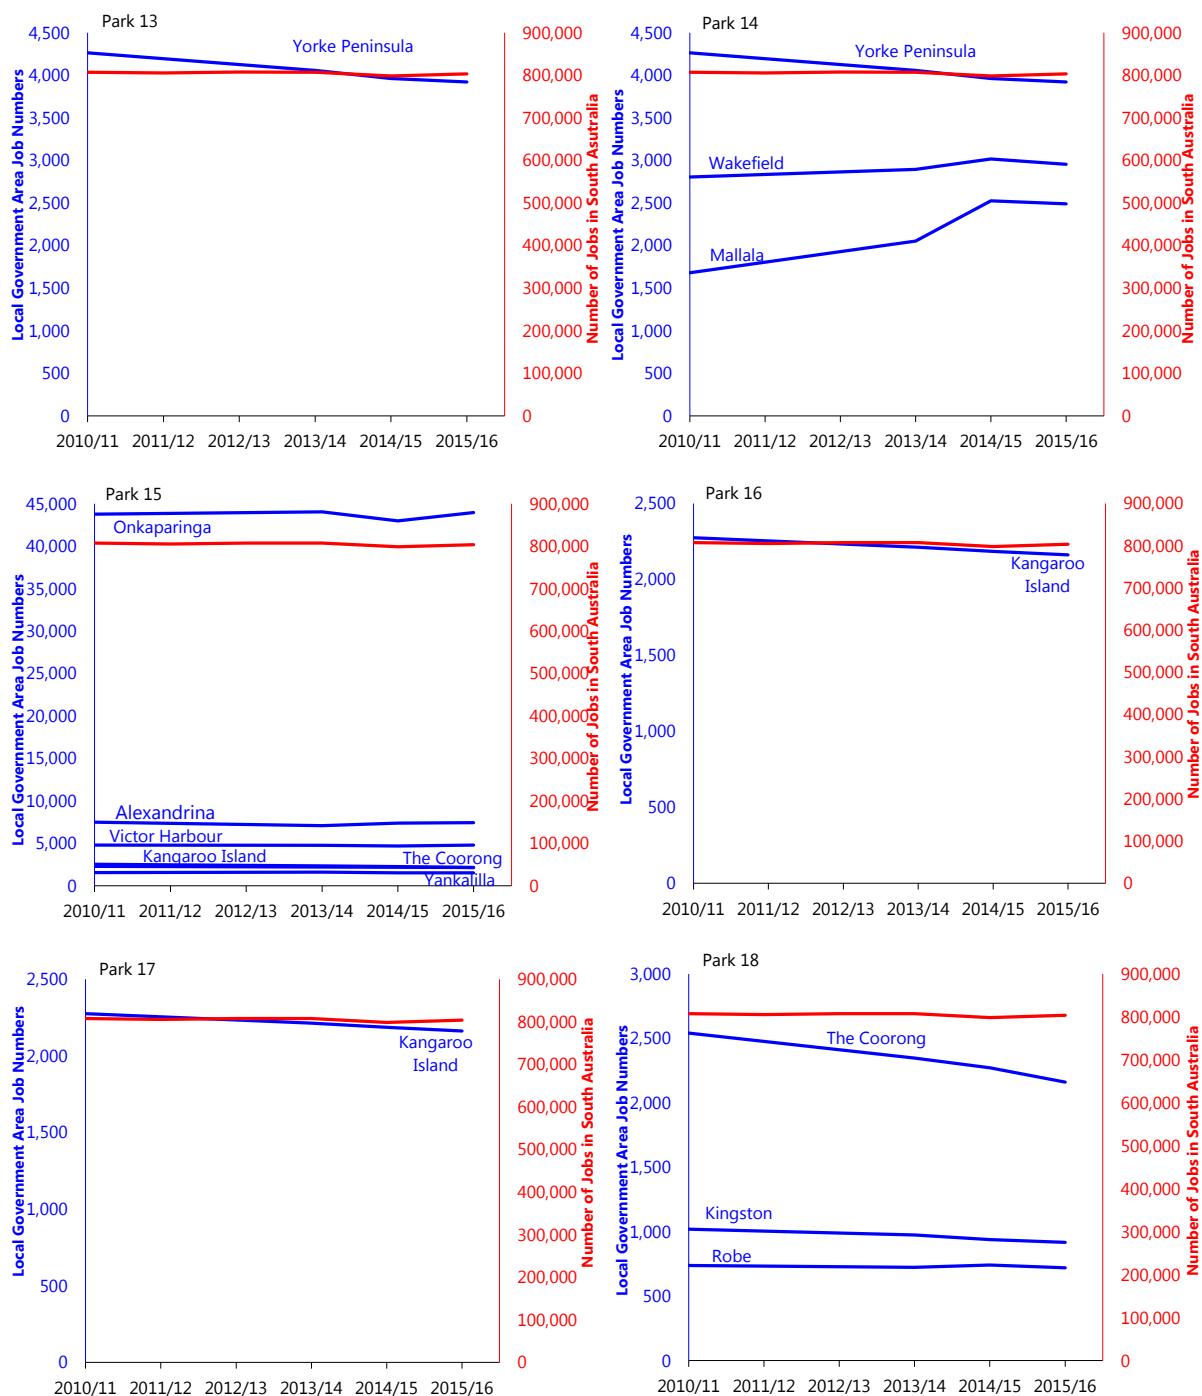 Park 13
4,500
4,000
3,500
3,000
2,500
2,000
1,500
1,000
500
0
Local Government Area Job Numbers
Yorke Peninsula
900,000
800,000
700,000
600,000
500,000
400,000
300,000
200,000
100,000
0
Number of Jobs in South Asutralia
2010/11 2011/12 2012/13 2013/14 2014/15 2015/16
Park 14
4,500
4,000
3,500
3,000
2,500
2,000
1,500
1,000
500
0
Local Government Area Job Numbers
Yorke Peninsula
Wakefield
Mallala
900,000
800,000
700,000
600,000
500,000
400,000
300,000
200,000
100,000
0
Number of Jobs in South Australia
2010/11 2011/12 2012/13 2013/14 2014/15 2015/16
Park 15
45,000
40,000
35,000
30,000
25,000
20,000
15,000
10,000
5,000
0
Local Government Area Job Numbers
Onkaparinga
Alexandrina
Victor Harbour
Kangaroo Island
The Coorong
Yankalilla
900,000
800,000
700,000
600,000
500,000
400,000
300,000
200,000
100,000
0
Number of Jobs in South Australia
2010/11 2011/12 2012/13 2013/14 2014/15 2015/16
Park 16
2,500
2,000
1,500
1,000
500
0
Local Government Area Job Numbers
Kangaroo
Island
900,000
800,000
700,000
600,000
500,000
400,000
300,000
200,000
100,000
0
Number of Jobs in South Australia
2010/11 2011/12 2012/13 2013/14 2014/15 2015/16
Park 17
2,500
2,000
1,500
1,000
500
0
Local Government Area Job Numbers
Kangaroo
Island
900,000
800,000
700,000
600,000
500,000
400,000
300,000
200,000
100,000
0
Number of Jobs in South Australia
2010/11 2011/12 2012/13 2013/14 2014/15 2015/16
Park 18
3,000
2,500
2,000
1,500
1,000
500
0
Local Government Area Job Numbers
The Coorong
Kingston
Robe
900,000
800,000
700,000
600,000
500,000
400,000
300,000
200,000
100,000
0
Number of Jobs in South Australia
2010/11 2011/12 2012/13 2013/14 2014/15 2015/16